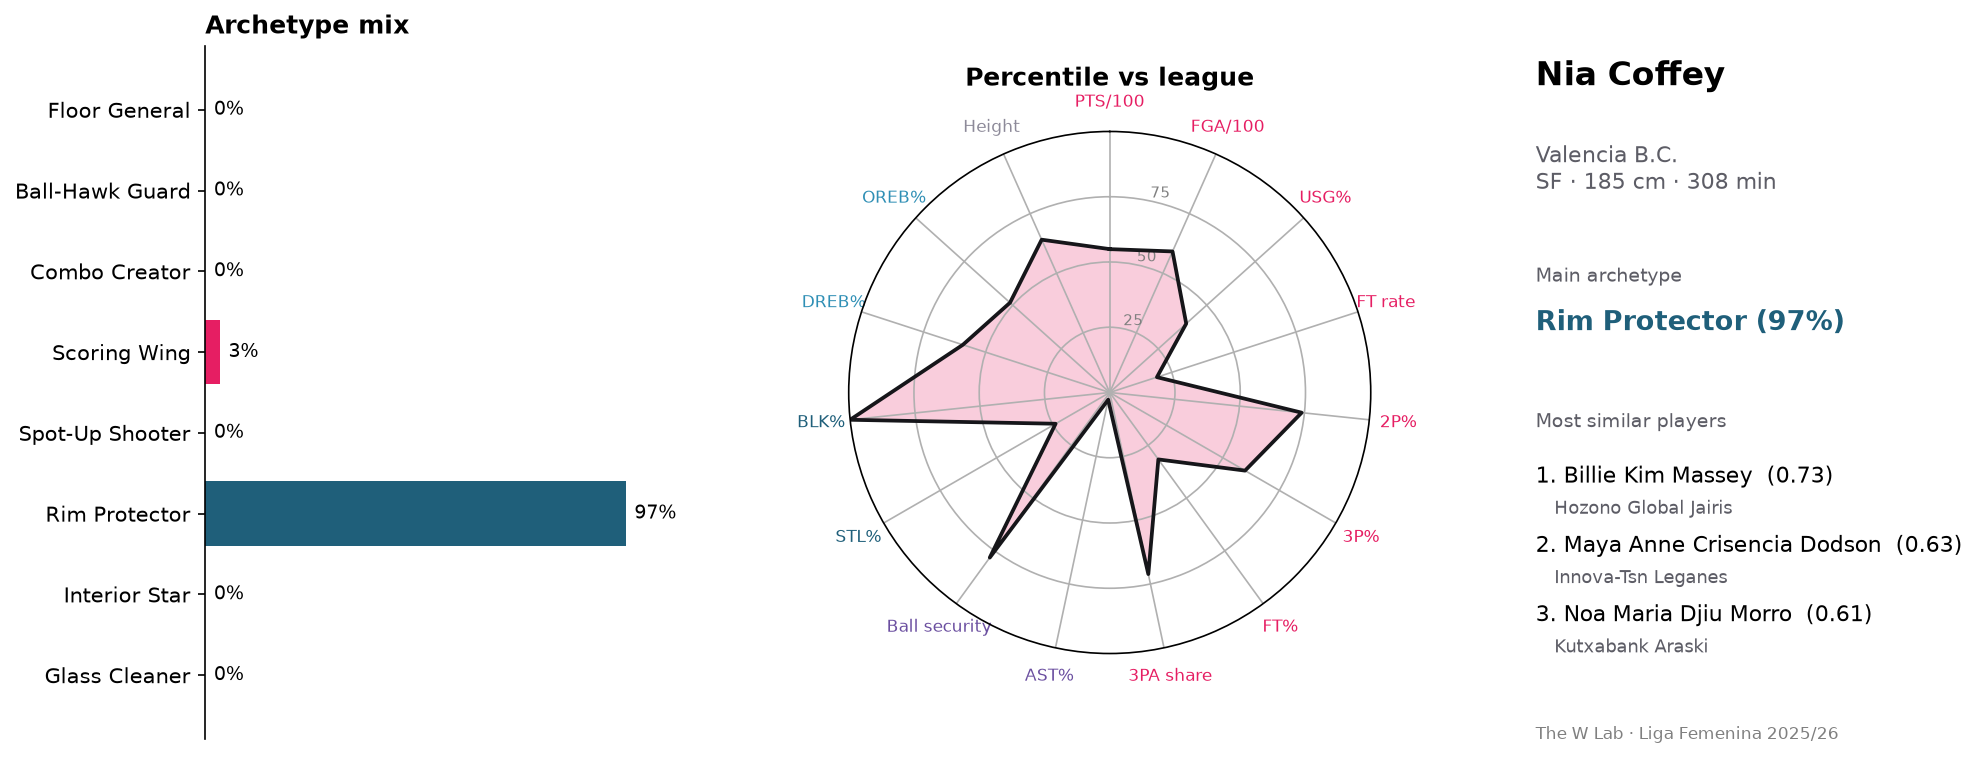 Archetype mix
Floor General
0%
Ball-Hawk Guard
0%
Combo Creator
0%
Scoring Wing
3%
Spot-Up Shooter
0%
Rim Protector
97%
Interior Star
0%
Glass Cleaner
0%
Percentile vs league
PTS/100
FGA/100
USG%
FT rate
2P%
3P%
FT%
3PA share
AST%
Ball security
STL%
BLK%
DREB%
OREB%
Height
75
50
25
Nia Coffey
Valencia B.C.
SF · 185 cm · 308 min
Main archetype
Rim Protector (97%)
Most similar players
1. Billie Kim Massey (0.73)
Hozono Global Jairis
2. Maya Anne Crisencia Dodson (0.63)
Innova-Tsn Leganes
3. Noa Maria Djiu Morro (0.61)
Kutxabank Araski
The W Lab · Liga Femenina 2025/26